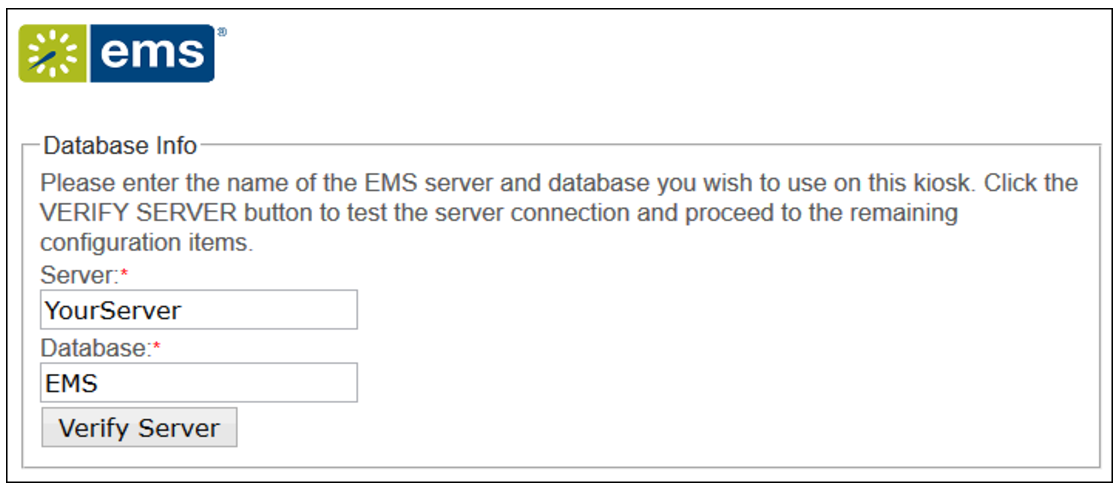 ems®
Database Info
Please enter the name of the EMS server and database you wish to use on this kiosk. Click the
VERIFY SERVER button to test the server connection and proceed to the remaining
configuration items.
Server:*
YourServer
Database:*
EMS
Verify Server